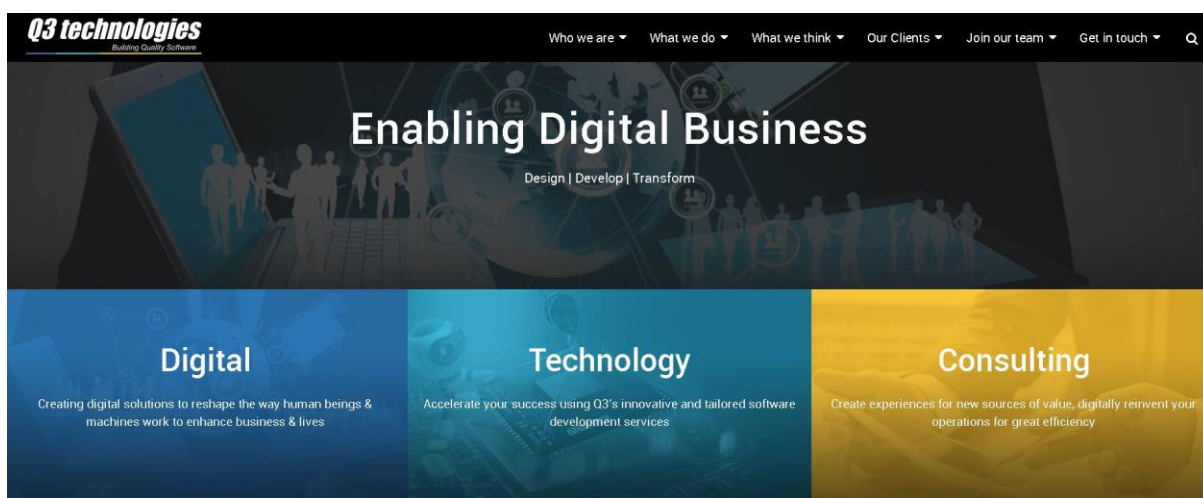 Q3 technologies
Building Quality Software
Who we are What we do What we think Our Clients Join our team Get in touch
Enabling Digital Business
Design | Develop | Transform
Digital
Creating digital solutions to reshape the way human beings &
machines work to enhance business & lives
Technology
Accelerate your success using Q3's innovative and tailored software
development services
Consulting
Create experiences for new sources of value, digitally reinvent your
operations for great efficiency